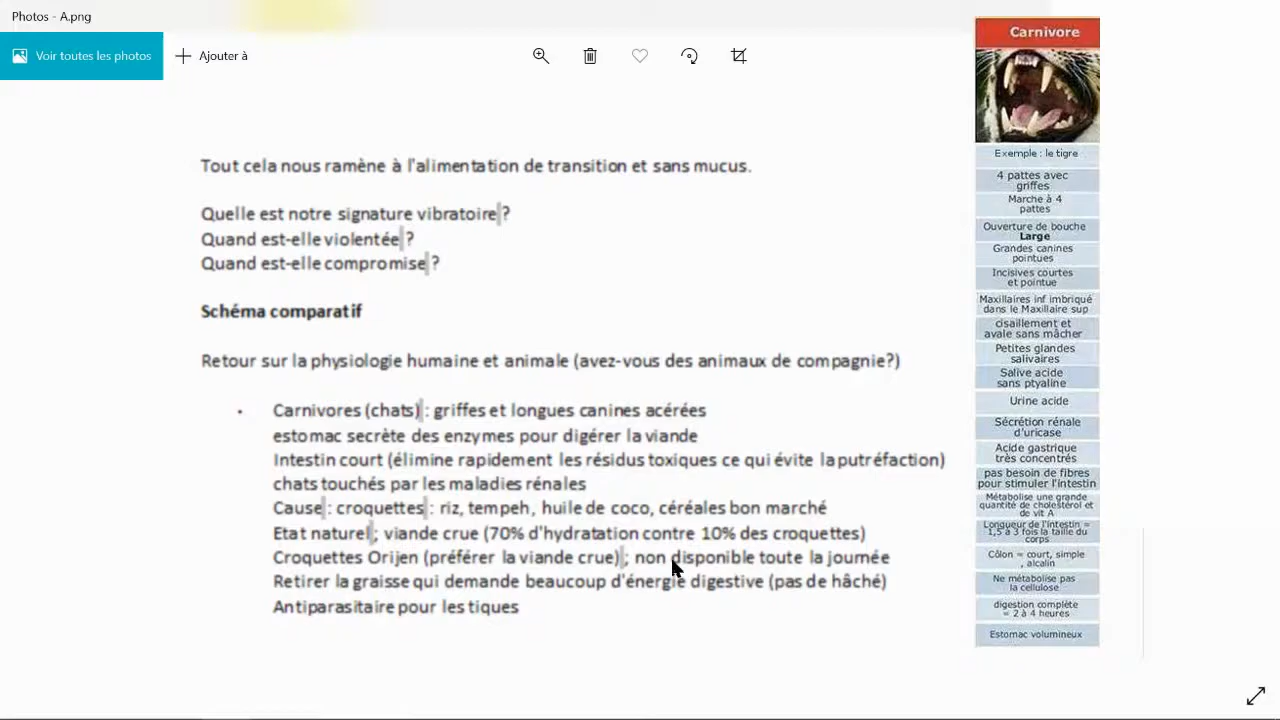 Photos - A.png
Voir toutes les photos
Ajouter à
Tout cela nous ramène à l'alimentation de transition et sans mucus.
Quelle est notre signature vibratoire ?
Quand est-elle violentée ?
Quand est-elle compromise ?
Schéma comparatif
Retour sur la physiologie humaine et animale (avez-vous des animaux de compagnie?)
• Carnivores (chats) : griffes et longues canines acérées
estomac secrète des enzymes pour digérer la viande
Intestin court (élimine rapidement les résidus toxiques ce qui évite la putréfaction)
chats touchés par les maladies rénales
Cause : croquettes : riz, tempeh, huile de coco, céréales bon marché
Etat naturel ; viande crue (70% d'hydratation contre 10% des croquettes)
Croquettes Orijen (préférer la viande crue) ; non disponible toute la journée
Retirer la graisse qui demande beaucoup d'énergie digestive (pas de hâché)
Antiparasitaire pour les tiques
Carnivore
Exemple : le tigre
4 pattes avec
griffes
Marche à 4
pattes
Ouverture de bouche
Large
Grandes canines
pointues
Incisives courtes
et pointue
Maxillaires inf imbriqué
dans le Maxillaire sup
cisaillement et
avale sans mâcher
Petites glandes
salivaires
Salive acide
sans ptyaline
Urine acide
Sécrétion rénale
d'uricase
Acide gastrique
très concentrés
pas besoin de fibres
pour stimuler l'intestin
Métabolise une grande
quantité de cholestérol et
de vit A
Longueur de l'intestin =
1,5 à 3 fois la taille du
corps
Côlon = court, simple
, alcalin
Ne métabolise pas
la cellulose
digestion complète
= 2 à 4 heures
Estomac volumineux